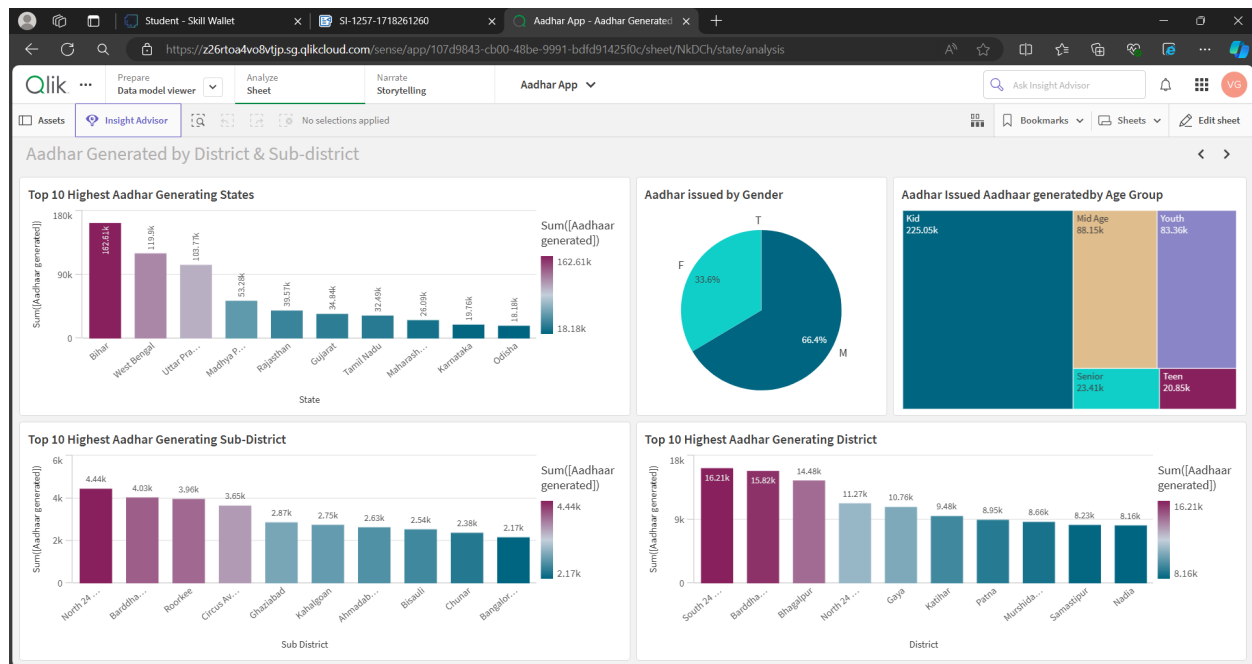 Student - Skill Wallet
SI-1257-1718261260
Aadhar App - Aadhar Generated
https://z26rtoa4vo8vtjp.sg.qlikcloud.com/sense/app/107d9843-cb00-48be-9991-bdfd91425f0c/sheet/NkDCh/state/analysis
Qlik
Prepare
Data model viewer
Analyze
Sheet
Narrate
Storytelling
Aadhar App
Ask Insight Advisor
VG
Assets
Insight Advisor
No selections applied
Bookmarks
Sheets
Edit sheet
Aadhar Generated by District & Sub-district
Top 10 Highest Aadhar Generating States
Sum([Aadhaar generated])
180k
90k
0
162.61k
119.9k
103.77k
53.28k
39.57k
34.84k
32.49k
26.09k
19.76k
18.18k
Bihar
West Bengal
Uttar Pra...
Madhya P...
Rajasthan
Gujarat
Tamil Nadu
Maharash...
Karnataka
Odisha
State
Sum([Aadhaar
generated])
162.61k
18.18k
Aadhar issued by Gender
T
F
33.6%
66.4%
M
Aadhar Issued Aadhaar generatedby Age Group
Kid
225.05k
Mid Age
88.15k
Youth
83.36k
Senior
23.41k
Teen
20.85k
Top 10 Highest Aadhar Generating Sub-District
Sum([Aadhaar generated])
6k
4k
2k
0
4.44k
4.03k
3.96k
3.65k
2.87k
2.75k
2.63k
2.54k
2.38k
2.17k
North 24 ...
Barddha...
Roorkee
Circus Av...
Ghaziabad
Kahalgoan
Ahmadab...
Bisauli
Chunar
Bangalor...
Sub District
Sum([Aadhaar
generated])
4.44k
2.17k
Top 10 Highest Aadhar Generating District
Sum([Aadhaar generated])
18k
9k
0
16.21k
15.82k
14.48k
11.27k
10.76k
9.48k
8.95k
8.66k
8.23k
8.16k
South 24 ...
Barddha...
Bhagalpur
North 24 ...
Gaya
Katihar
Patna
Murshida...
Samastipur
Nadia
District
Sum([Aadhaar
generated])
16.21k
8.16k